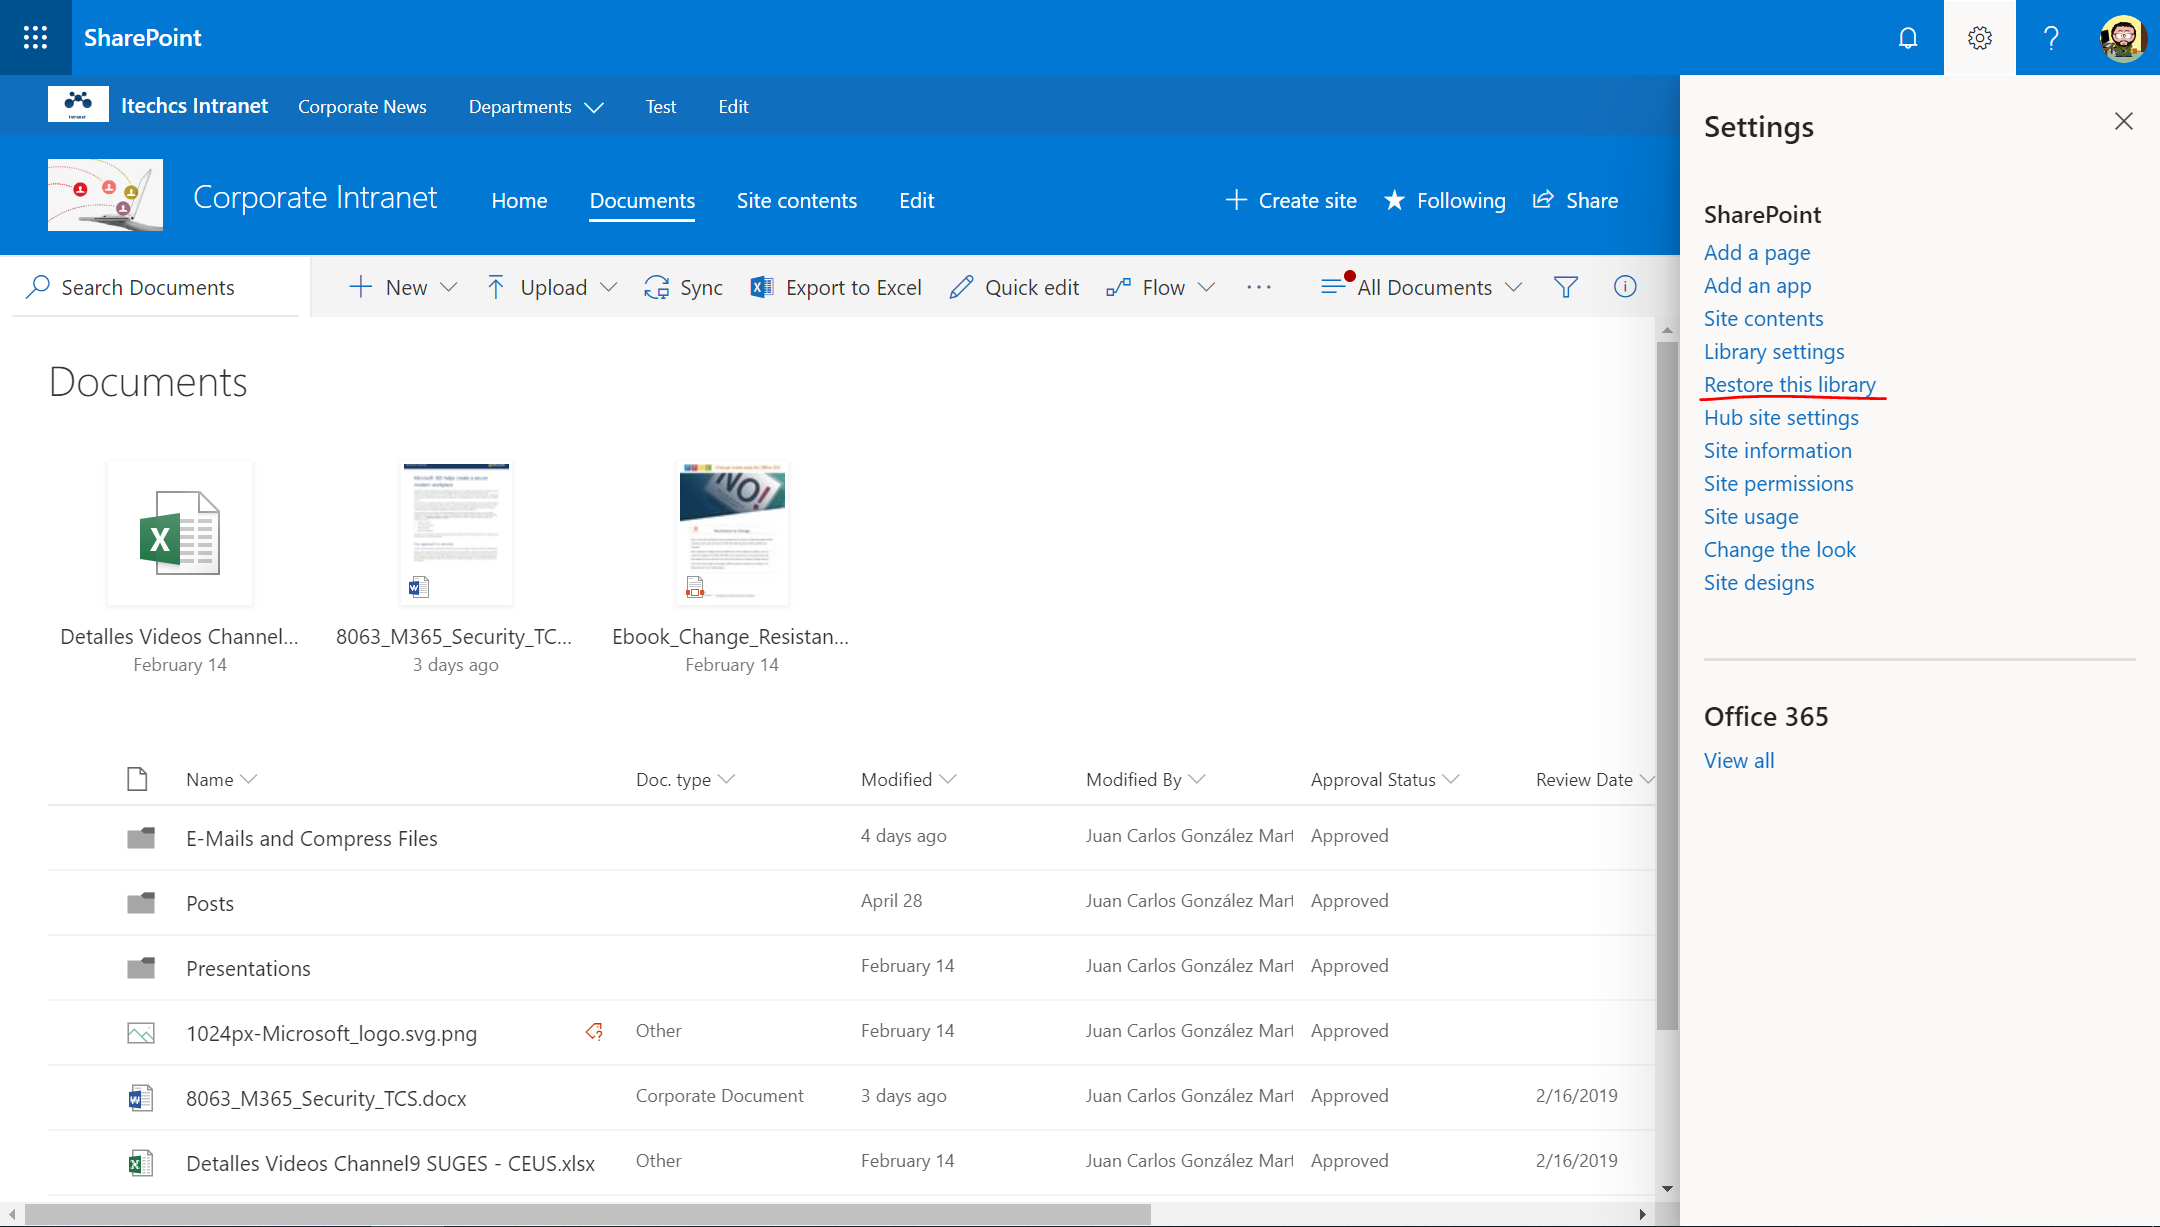 SharePoint
Intranet
Itechcs Intranet
Corporate News
Departments
Test
Edit
Corporate Intranet
Home
Documents
Site contents
Edit
Create site
Following
Share
Search Documents
New
Upload
Sync
Export to Excel
Quick edit
Flow
All Documents
Documents
NO!
Detalles Videos Channel...
February 14
8063_M365_Security_TC...
3 days ago
Ebook_Change_Resistan...
February 14
Name
Doc. type
Modified
Modified By
Approval Status
Review Date
E-Mails and Compress Files
4 days ago
Juan Carlos González Mart
Approved
Posts
April 28
Juan Carlos González Mart
Approved
Presentations
February 14
Juan Carlos González Mart
Approved
1024px-Microsoft_logo.svg.png
Other
February 14
Juan Carlos González Mart
Approved
8063_M365_Security_TCS.docx
Corporate Document
3 days ago
Juan Carlos González Mart
Approved
2/16/2019
Detalles Videos Channel9 SUGES - CEUS.xlsx
Other
February 14
Juan Carlos González Mart
Approved
2/16/2019
Settings
SharePoint
Add a page
Add an app
Site contents
Library settings
Restore this library
Hub site settings
Site information
Site permissions
Site usage
Change the look
Site designs
Office 365
View all